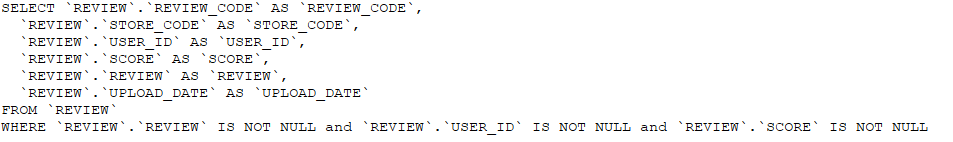 SELECT `REVIEW`.`REVIEW_CODE` AS `REVIEW_CODE`,
  `REVIEW`.`STORE_CODE` AS `STORE_CODE`,
  `REVIEW`.`USER_ID` AS `USER_ID`,
  `REVIEW`.`SCORE` AS `SCORE`,
  `REVIEW`.`REVIEW` AS `REVIEW`,
  `REVIEW`.`UPLOAD_DATE` AS `UPLOAD_DATE`
FROM `REVIEW`
WHERE `REVIEW`.`REVIEW` IS NOT NULL and `REVIEW`.`USER_ID` IS NOT NULL and `REVIEW`.`SCORE` IS NOT NULL